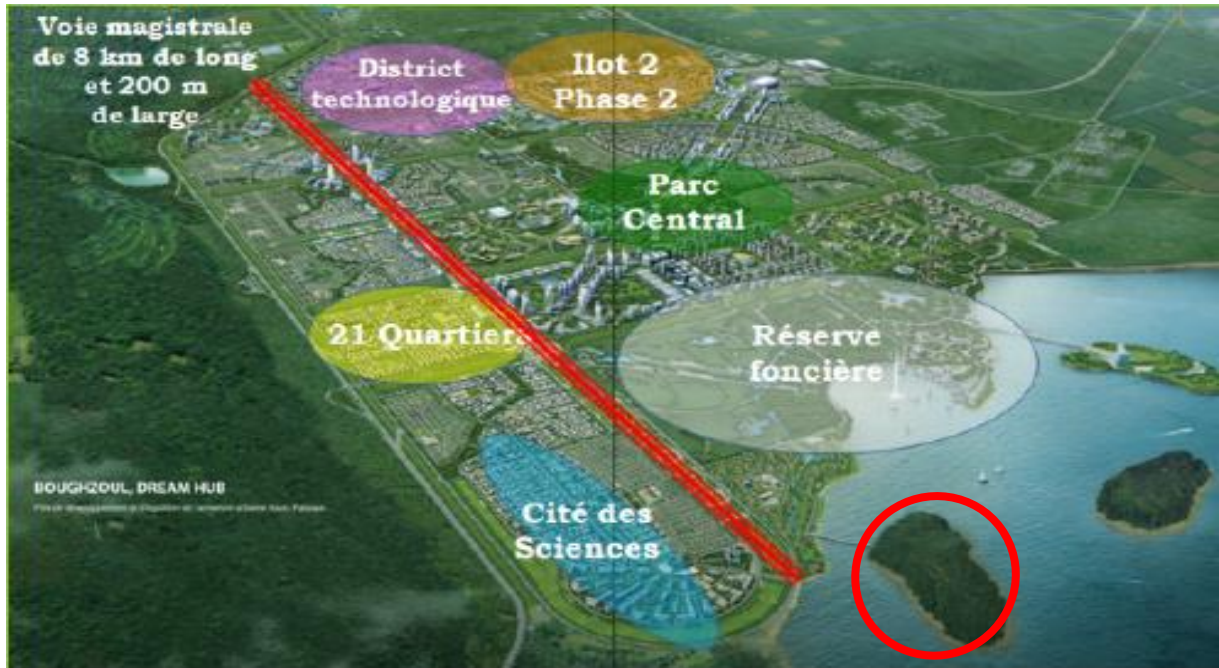 Voie magistrale
de 8 km de long
et 200 m
de large
District
technologique
Ilot 2
Phase 2
Parc
Central
21 Quartiers
Réserve
foncière
Cité des
Sciences
BOUGHZOUL, DREAM HUB